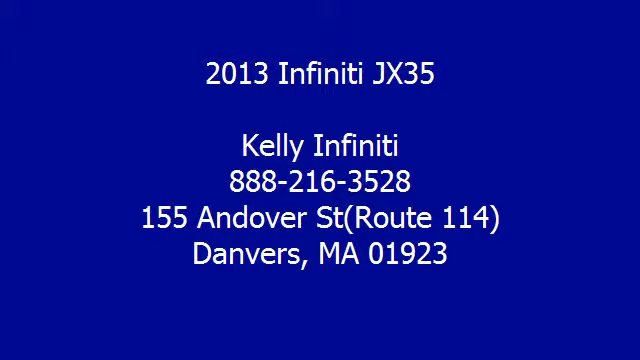 2013 Infiniti JX35
Kelly Infiniti
888-216-3528
155 Andover St(Route 114)
Danvers, MA 01923